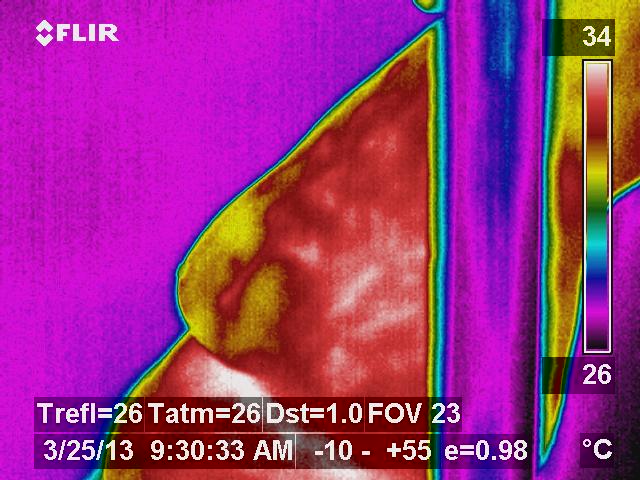 FLIR
34
26
Trefl=26 Tatm=26 Dst=1.0 FOV 23
3/25/13 9:30:33 AM -10 - +55 e=0.98 °C